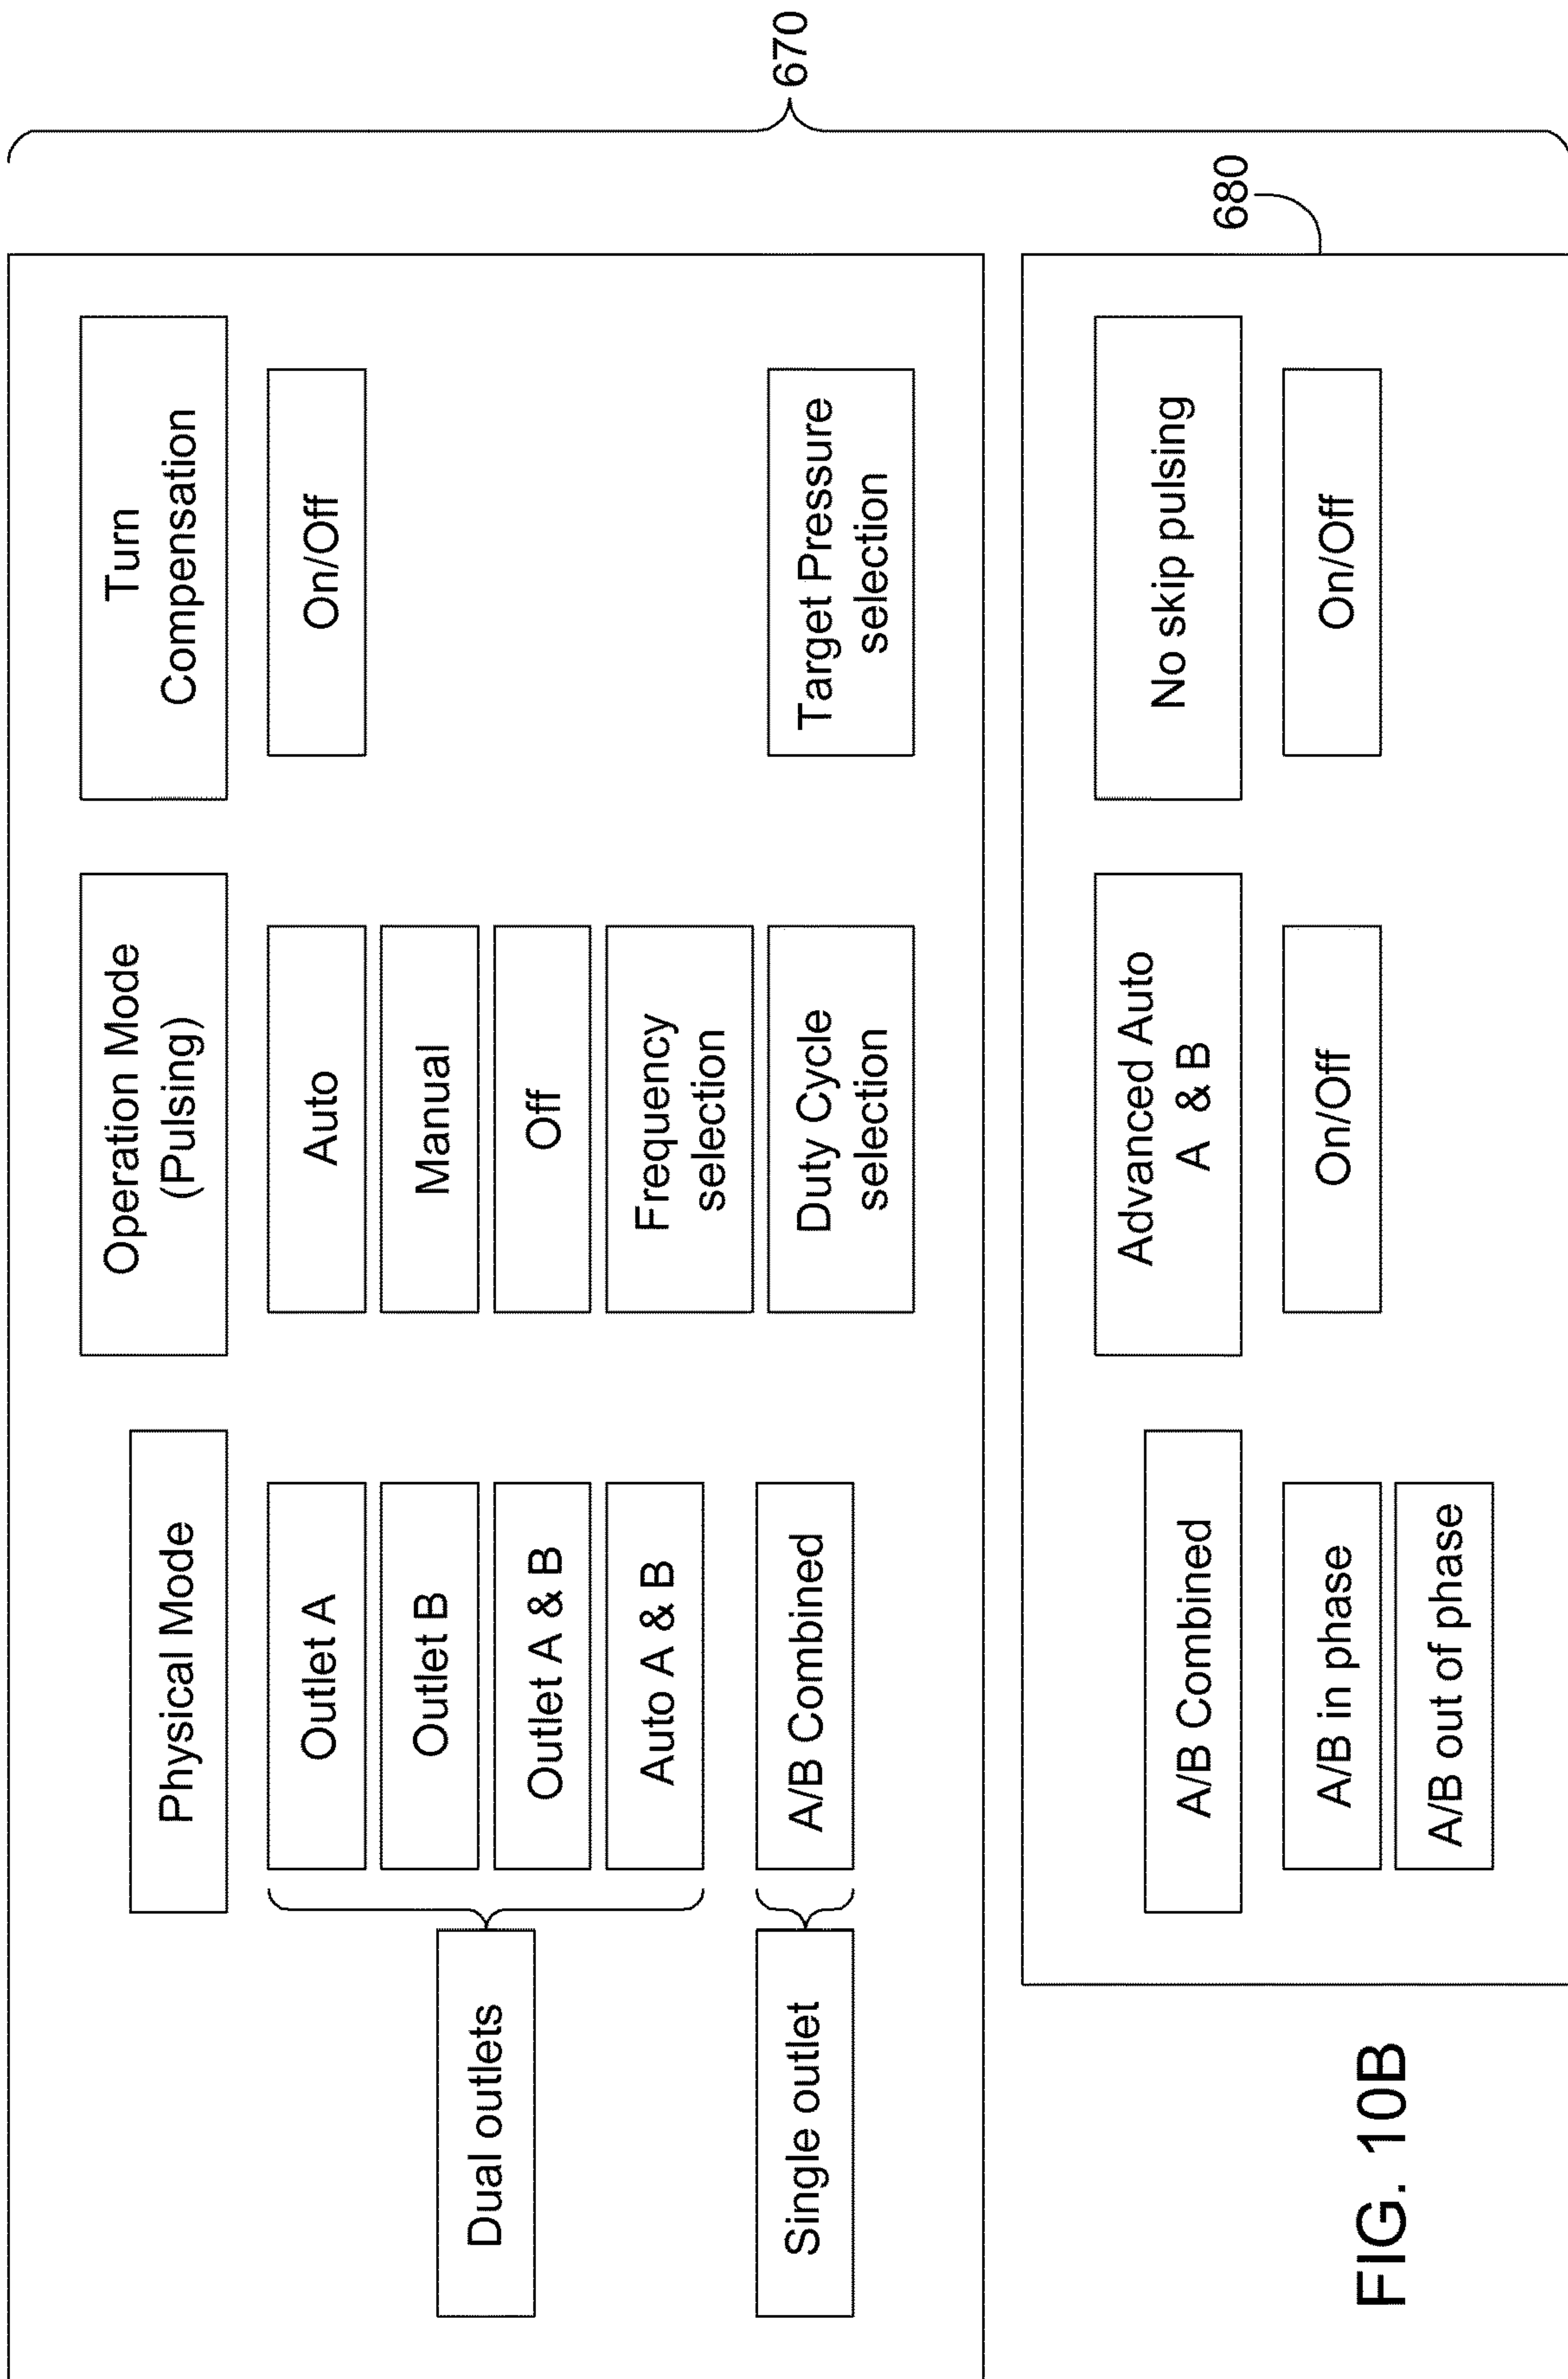 670
Physical Mode
Operation Mode
(Pulsing)
Turn
Compensation
Dual outlets
Outlet A
Outlet B
Outlet A & B
Auto A & B
Single outlet
A/B Combined
Auto
Manual
Off
Frequency
selection
Duty Cycle
selection
On/Off
Target Pressure
selection
680
A/B Combined
A/B in phase
A/B out of phase
Advanced Auto
A & B
On/Off
No skip pulsing
On/Off
FIG. 10B